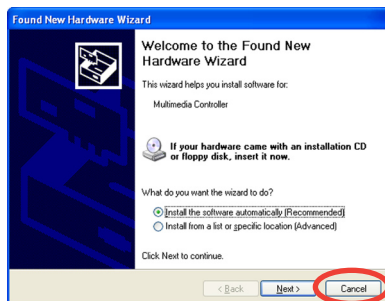 Found New Hardware Wizard
Welcome to the Found New
Hardware Wizard
This wizard helps you install software for:
Multimedia Controller
If your hardware came with an installation CD
or floppy disk, insert it now.
What do you want the wizard to do?
Install the software automatically (Recommended)
Install from a list or specific location (Advanced)
Click Next to continue.
< Back Next > Cancel